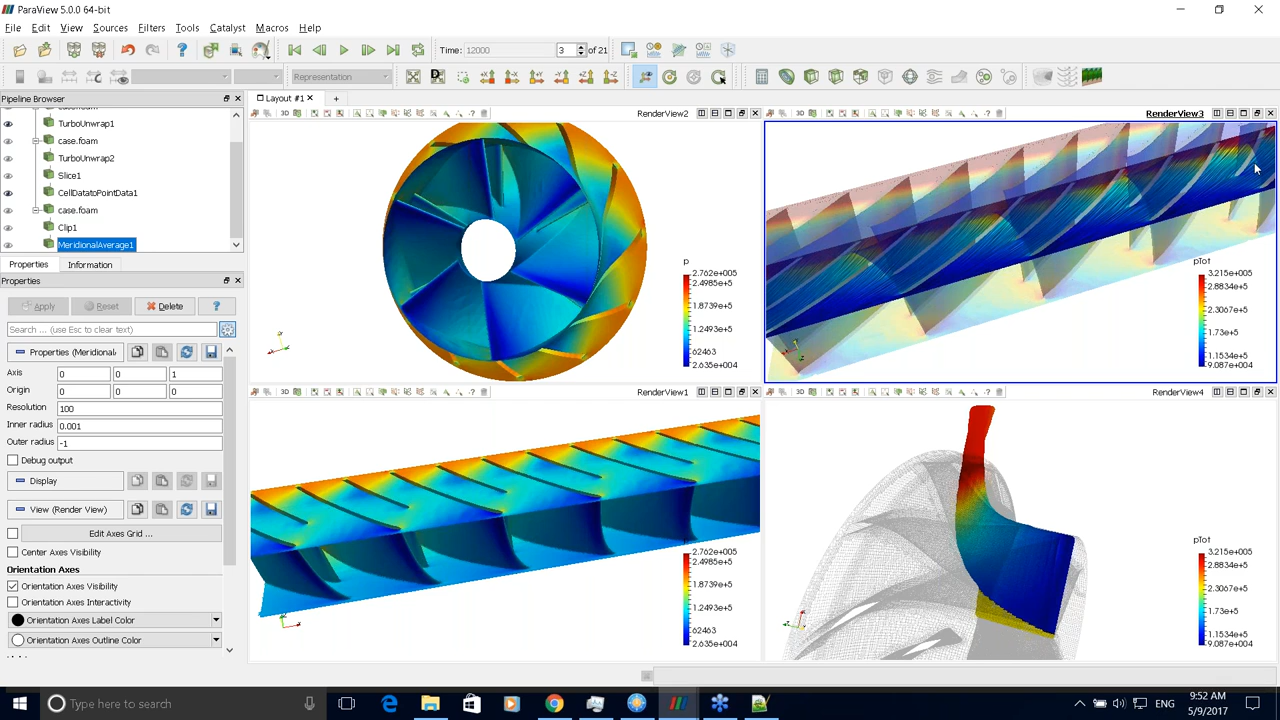 ParaView 5.0.0 64-bit
File Edit View Sources Filters Tools Catalyst Macros Help
Time: 12000 3 of 21
Representation
Pipeline Browser
Layout #1
3D RenderView2
3D RenderView3
TurboUnwrap1
case.foam
TurboUnwrap2
Slice1
CellDatatoPointData1
case.foam
Clip1
MeridionalAverage1
Properties Information
Properties
Apply Reset Delete ?
Search ... (use Esc to clear text)
Properties (Meridional
Axis 0 0 1
Origin 0 0 0
Resolution 100
Inner radius 0.001
Outer radius -1
Debug output
Display
View (Render View)
Edit Axes Grid ...
Center Axes Visibility
Orientation Axes
Orientation Axes Visibility
Orientation Axes Interactivity
Orientation Axes Label Color
Orientation Axes Outline Color
p
2.762e+005
2.4985e+5
1.8739e+5
1.2493e+5
62463
2.635e+004
pTot
3.215e+005
2.8834e+5
2.3067e+5
1.73e+5
1.1534e+5
9.087e+004
3D RenderView1
3D RenderView4
2.762e+005
2.4985e+5
1.8739e+5
1.2493e+5
62463
2.635e+004
pTot
3.215e+005
2.8834e+5
2.3067e+5
1.73e+5
1.1534e+5
9.087e+004
Type here to search
ENG
9:52 AM
5/9/2017